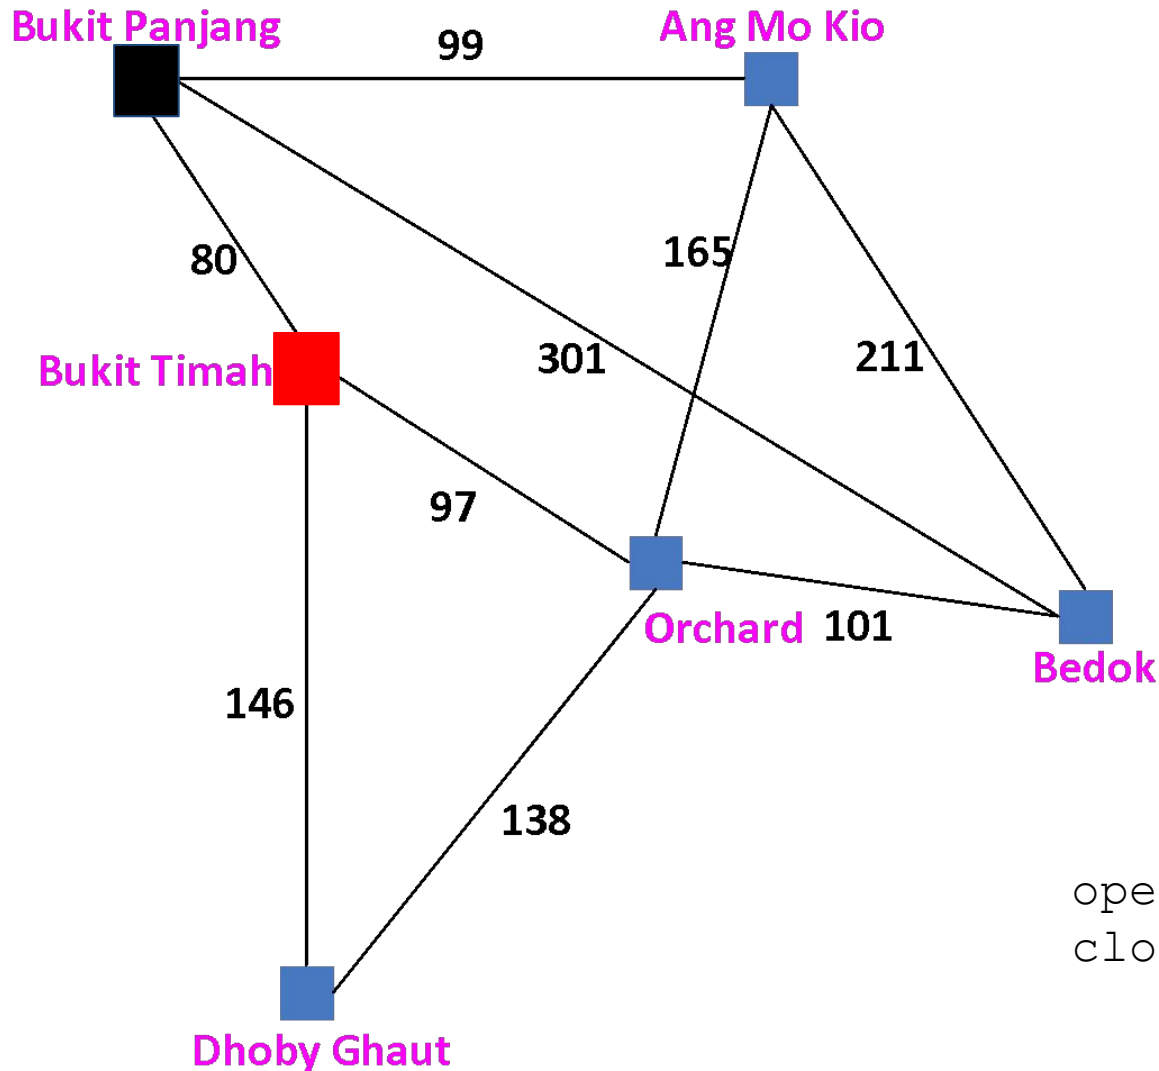 Bukit Panjang
99
Ang Mo Kio
80
165
301
211
Bukit Timah
97
Orchard
101
Bedok
146
138
ope
clo
Dhoby Ghaut